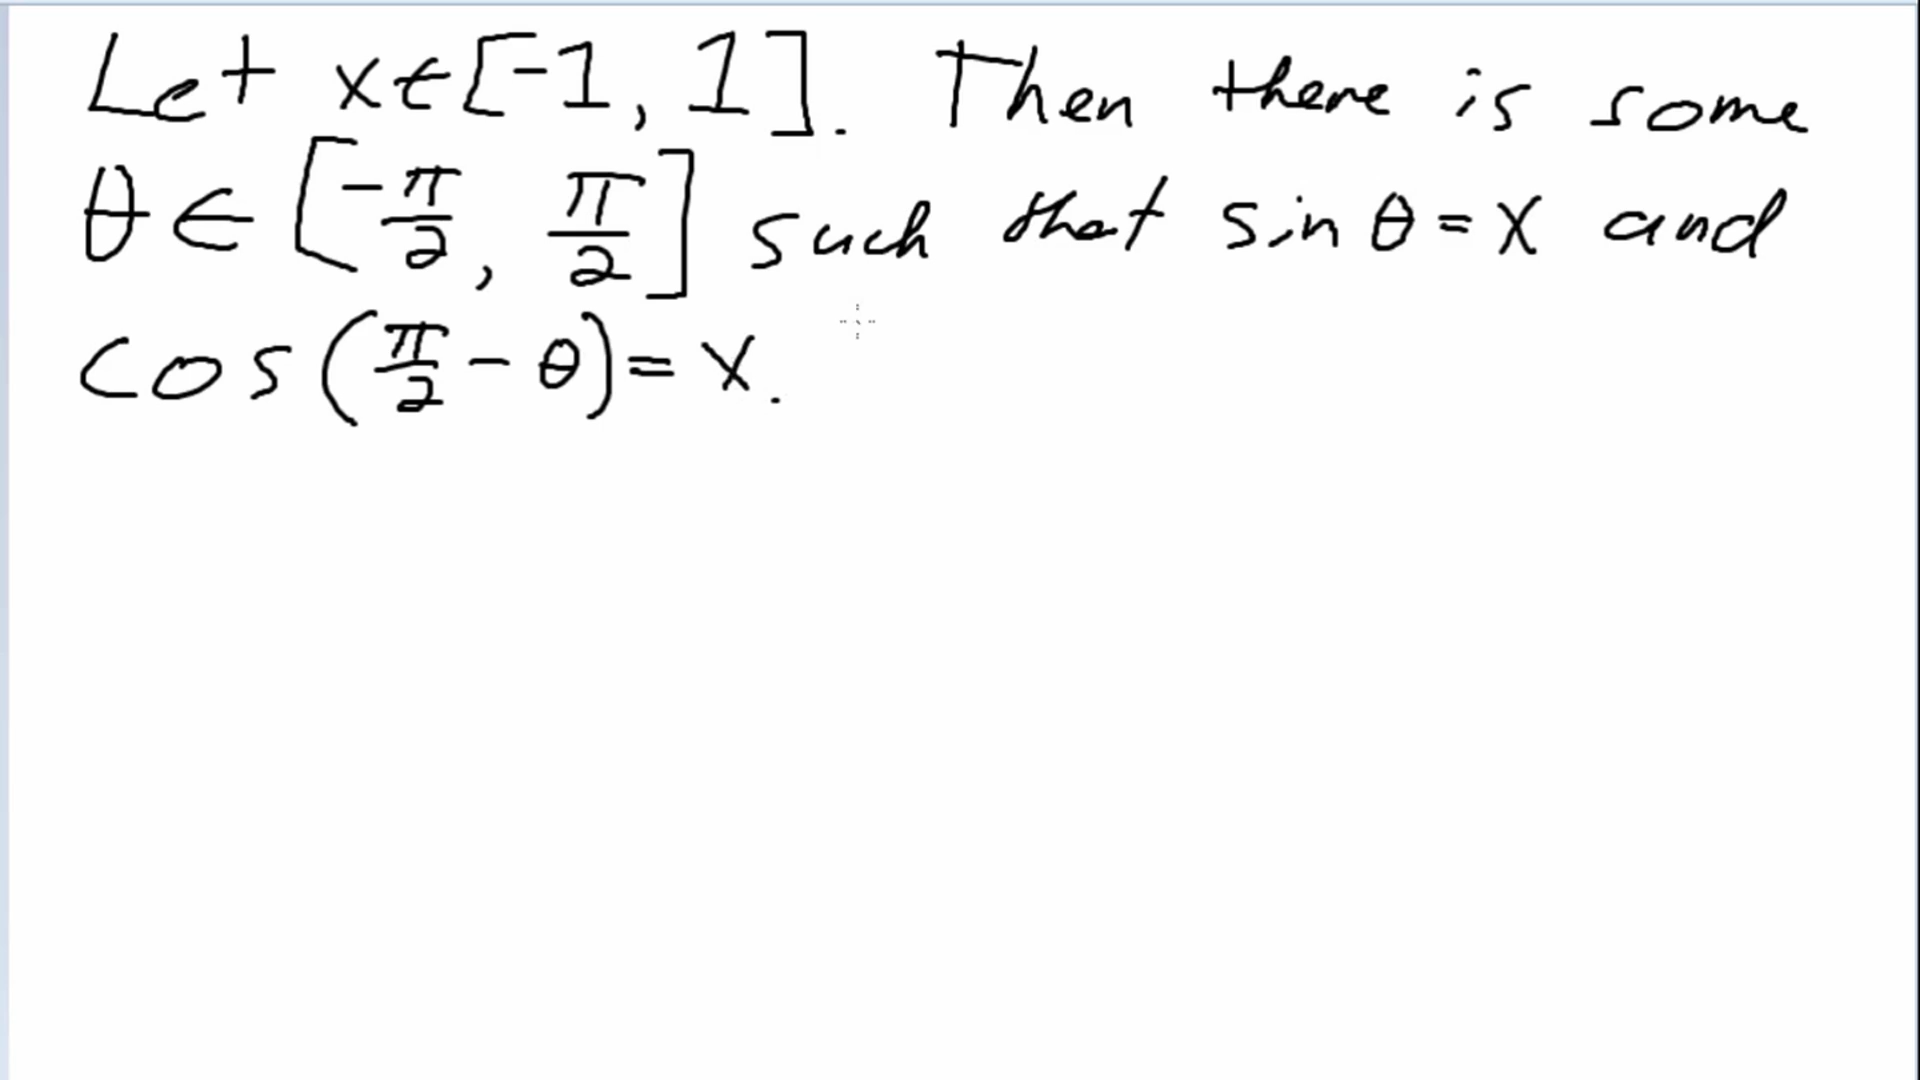 Let x∈[-1, 1]. Then there is some
θ∈[-π/2, π/2] such that sin θ = x and
cos(π/2 - θ) = x.